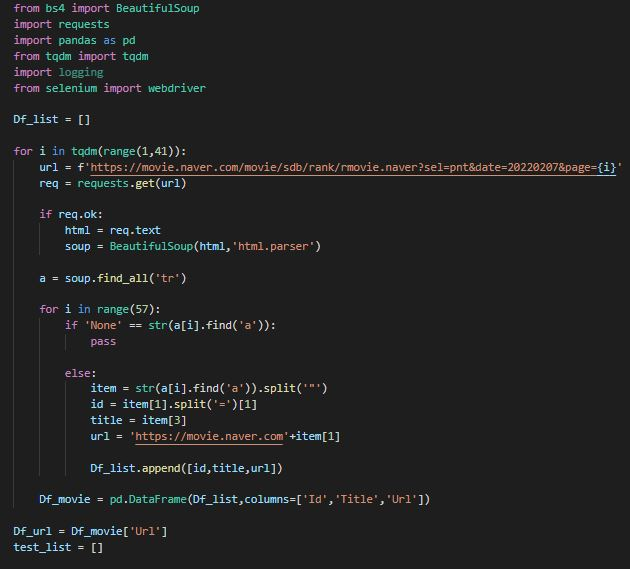 from bs4 import BeautifulSoup
import requests
import pandas as pd
from tqdm import tqdm
import logging
from selenium import webdriver

Df_list = []

for i in tqdm(range(1,41)):
    url = f'https://movie.naver.com/movie/sdb/rank/rmovie.naver?sel=pnt&date=20220207&page={i}'
    req = requests.get(url)

    if req.ok:
        html = req.text
        soup = BeautifulSoup(html,'html.parser')

    a = soup.find_all('tr')

    for i in range(57):
        if 'None' == str(a[i].find('a')):
            pass

        else:
            item = str(a[i].find('a')).split('"')
            id = item[1].split('=')[1]
            title = item[3]
            url = 'https://movie.naver.com'+item[1]

            Df_list.append([id,title,url])

    Df_movie = pd.DataFrame(Df_list,columns=['Id','Title','Url'])

Df_url = Df_movie['Url']
test_list = []